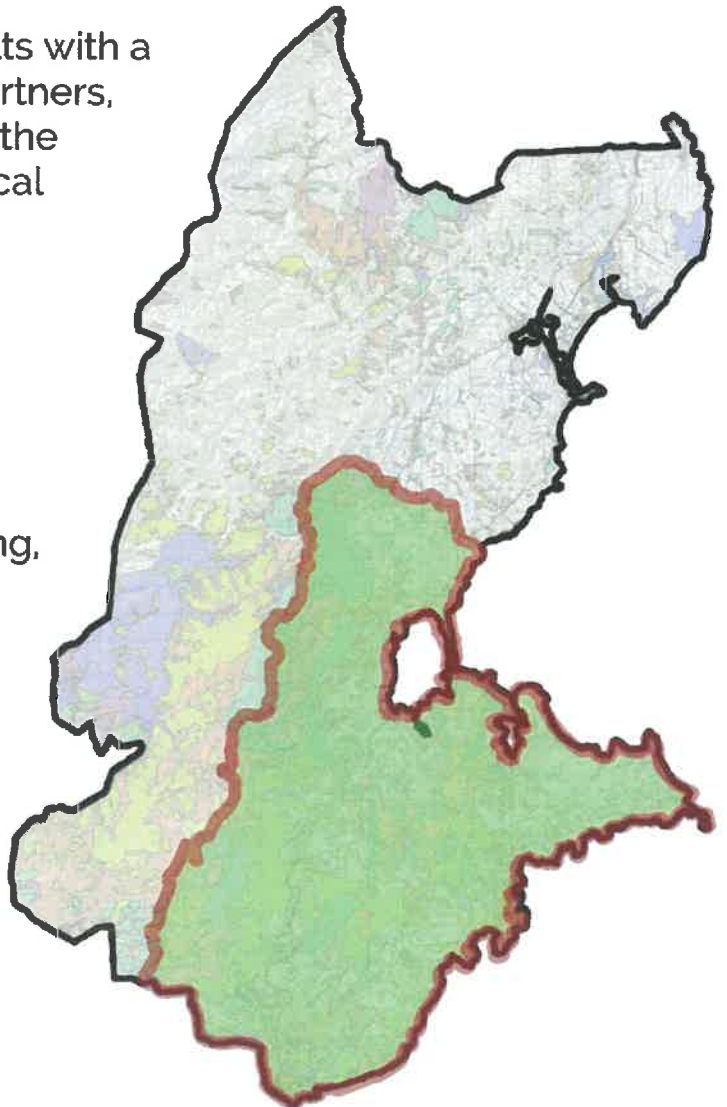 ts with a
rtners,
the
cal
ng,